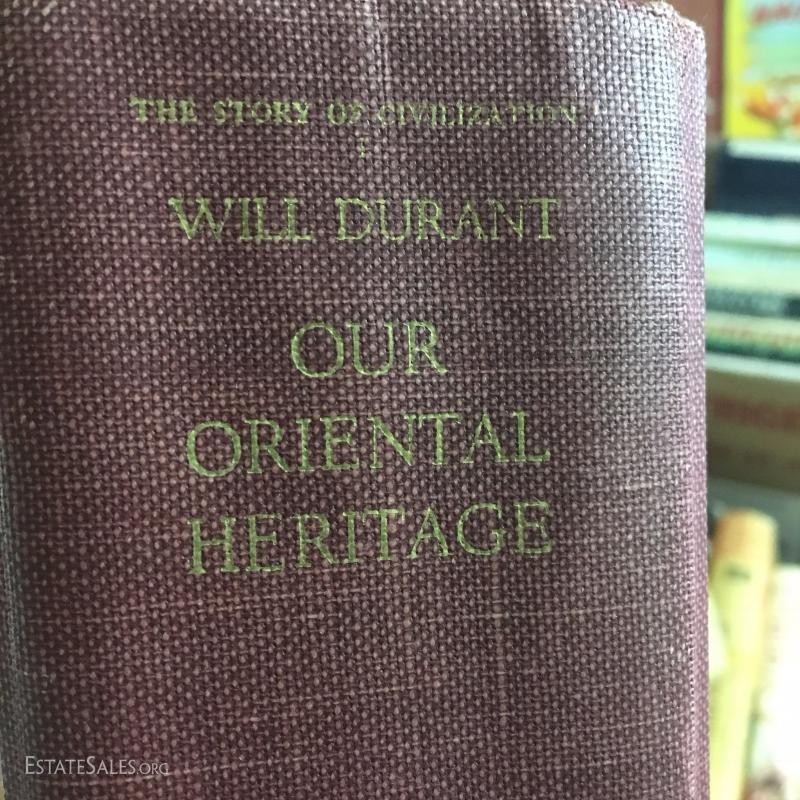 THE STORY OF CIVILIZATION
I
WILL DURANT
OUR
ORIENTAL
HERITAGE
ESTATESALES.ORG